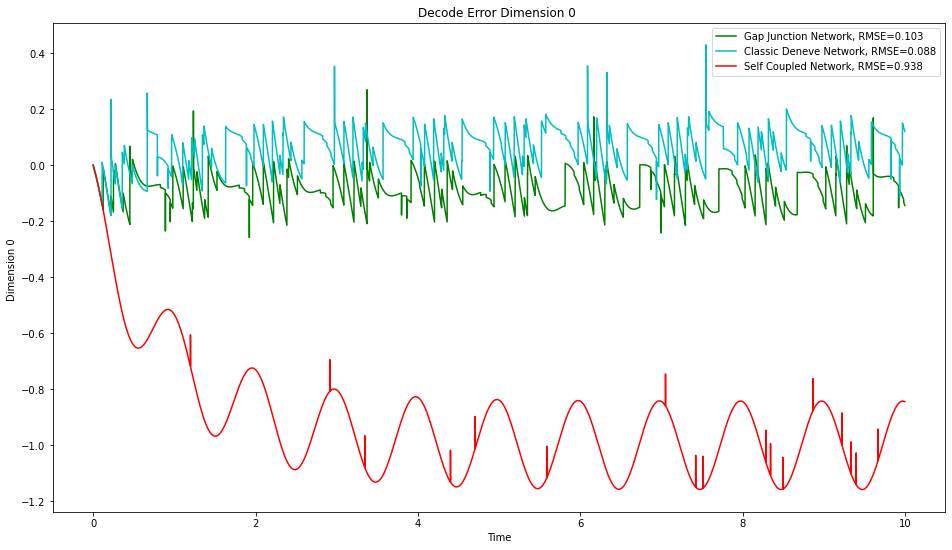 Decode Error Dimension 0
Gap Junction Network, RMSE=0.103
Classic Deneve Network, RMSE=0.088
Self Coupled Network, RMSE=0.938
Dimension 0
0.4
0.2
0.0
−0.2
−0.4
−0.6
−0.8
−1.0
−1.2
0 2 4 6 8 10
Time